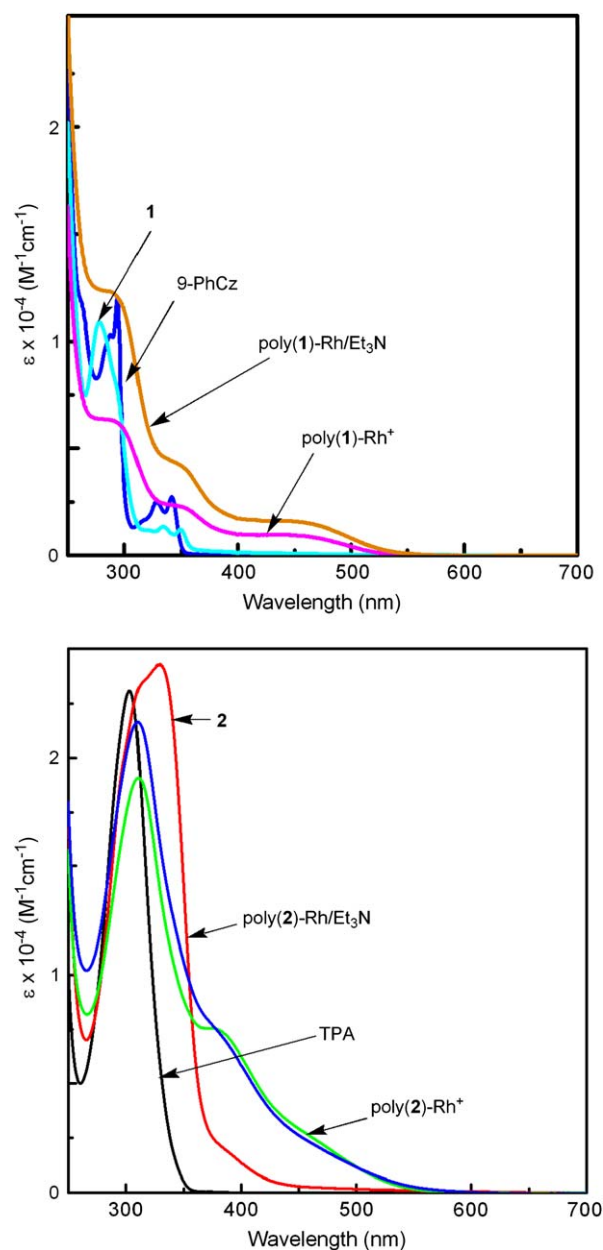 2
1
0
ε x 10⁻⁴ (M⁻¹cm⁻¹)
1
9-PhCz
poly(1)-Rh/Et₃N
poly(1)-Rh⁺
300 400 500 600 700
Wavelength (nm)
2
1
0
ε x 10⁻⁴ (M⁻¹cm⁻¹)
2
poly(2)-Rh/Et₃N
TPA
poly(2)-Rh⁺
300 400 500 600 700
Wavelength (nm)